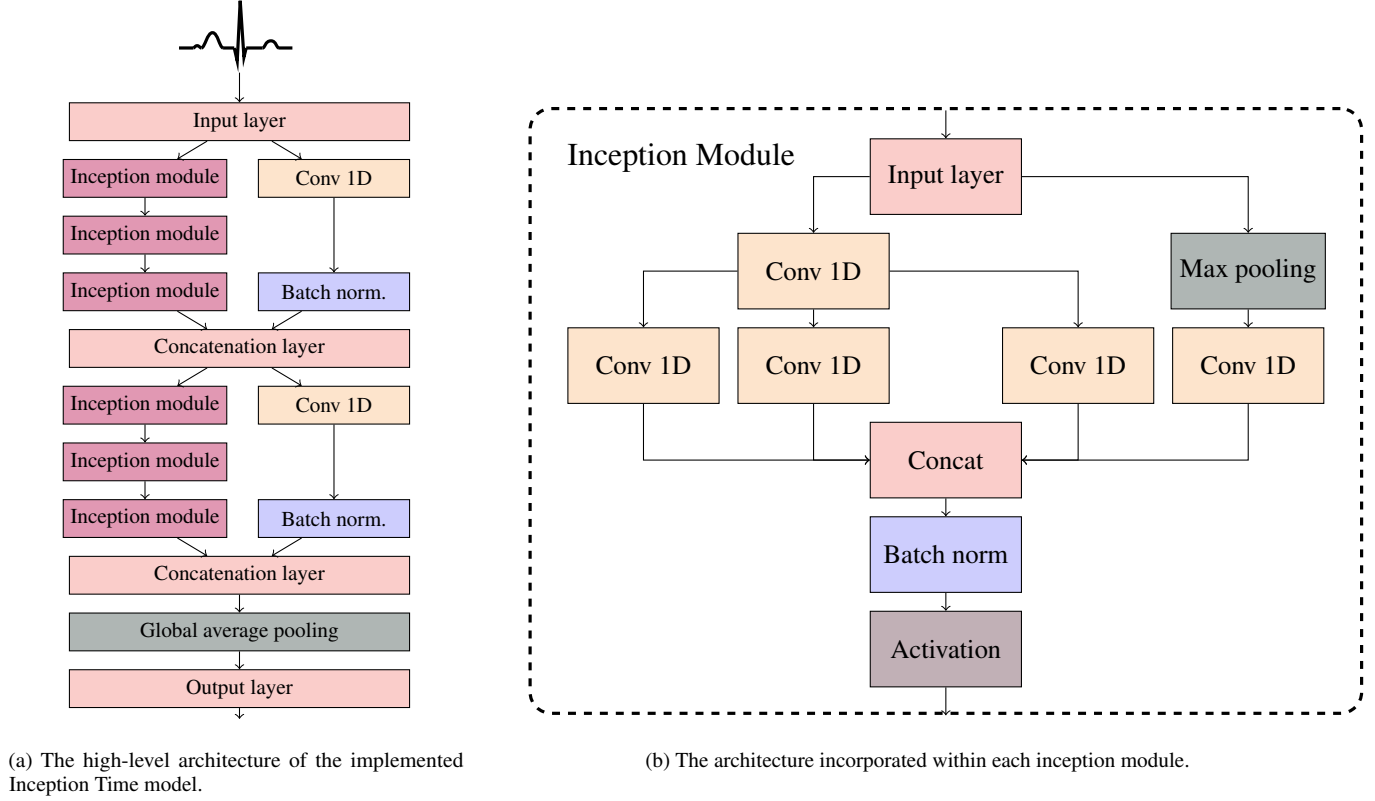 Input layer
Inception module
Conv 1D
Inception module
Inception module
Batch norm.
Concatenation layer
Inception module
Conv 1D
Inception module
Inception module
Batch norm.
Concatenation layer
Global average pooling
Output layer
(a) The high-level architecture of the implemented
Inception Time model.
Inception Module
Input layer
Conv 1D
Max pooling
Conv 1D
Conv 1D
Conv 1D
Conv 1D
Concat
Batch norm
Activation
(b) The architecture incorporated within each inception module.